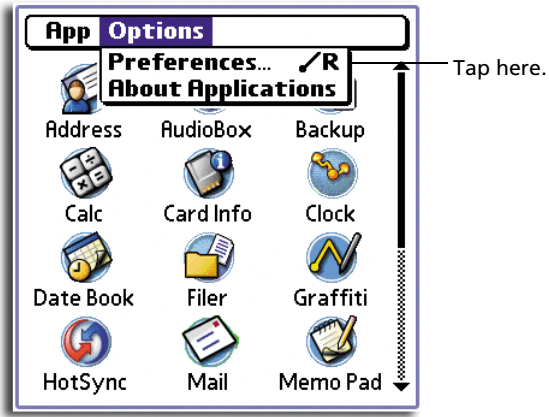 App Options
Preferences... ⟋R
About Applications
Tap here.
Address AudioBox Backup
Calc Card Info Clock
Date Book Filer Graffiti
HotSync Mail Memo Pad